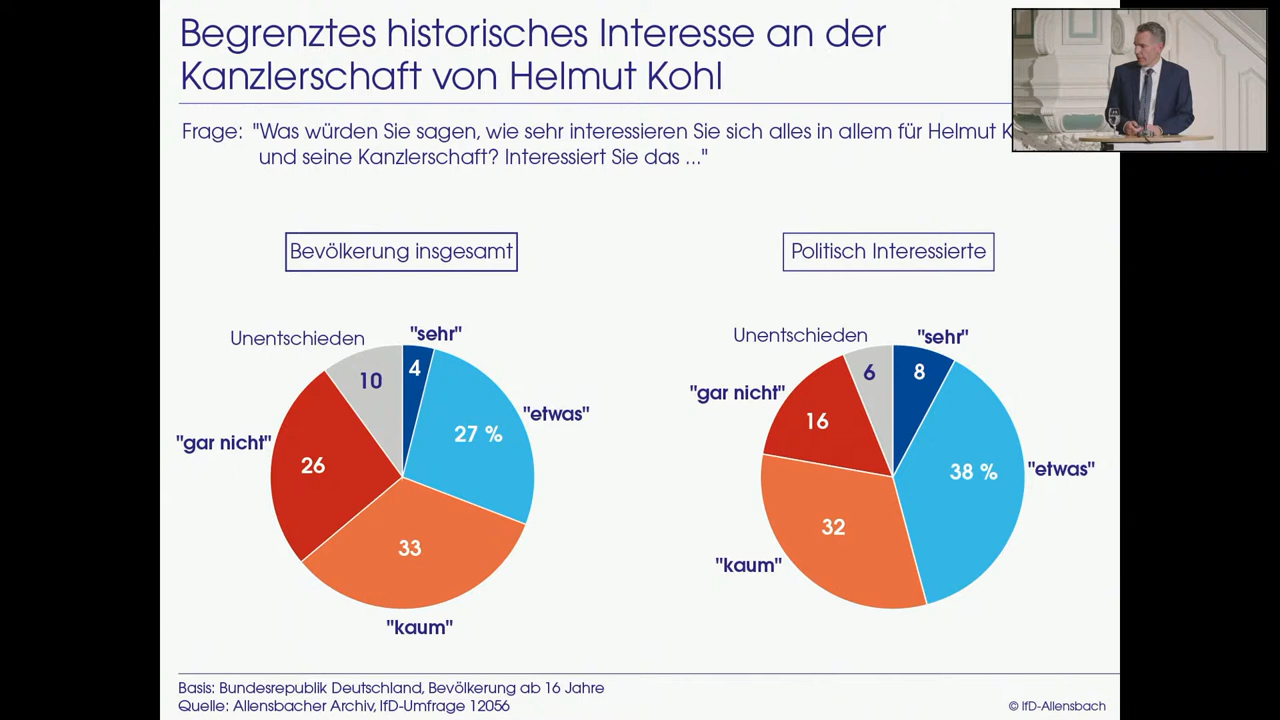 Begrenztes historisches Interesse an der
Kanzlerschaft von Helmut Kohl
Frage: "Was würden Sie sagen, wie sehr interessieren Sie sich alles in allem für Helmut
und seine Kanzlerschaft? Interessiert Sie das ..."
Bevölkerung insgesamt
Unentschieden
"sehr"
10
4
"etwas"
27 %
"gar nicht"
26
33
"kaum"
Politisch Interessierte
Unentschieden
"sehr"
6
8
"gar nicht"
16
"etwas"
38 %
32
"kaum"
Basis: Bundesrepublik Deutschland, Bevölkerung ab 16 Jahre
Quelle: Allensbacher Archiv, IfD-Umfrage 12056
© IfD-Allensbach